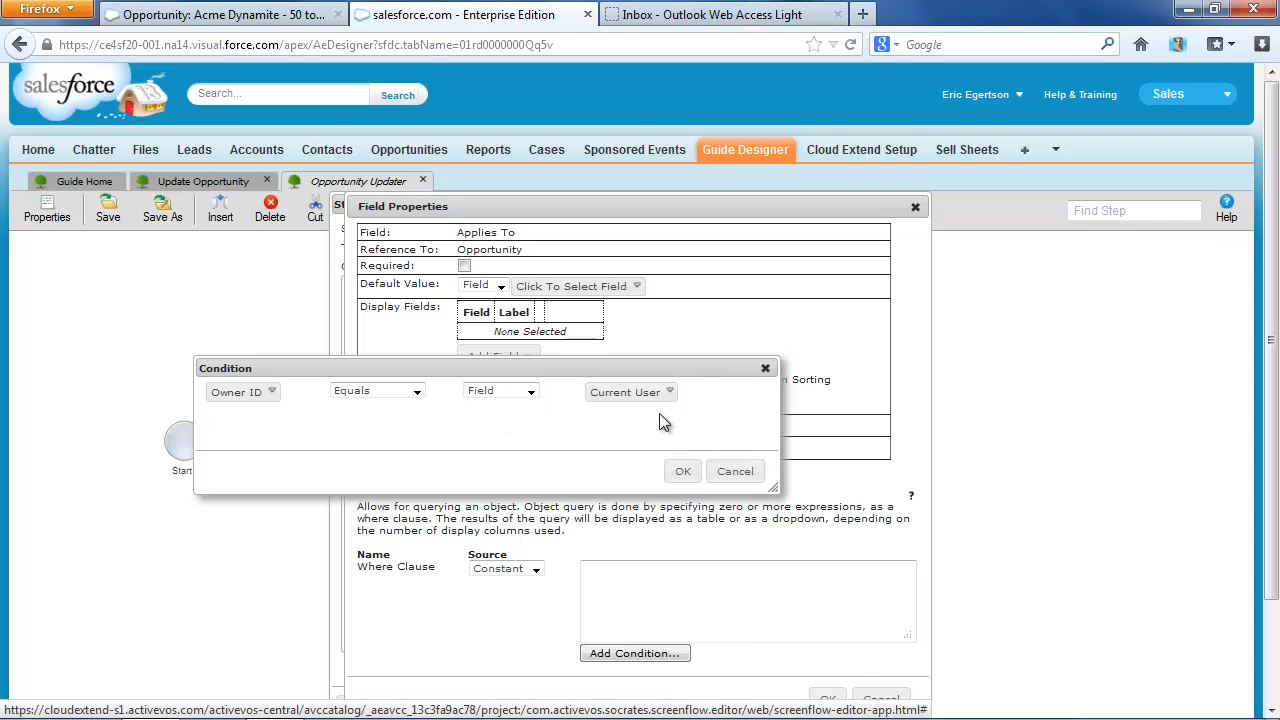 Firefox
Opportunity: Acme Dynamite - 50 to...
salesforce.com - Enterprise Edition
Inbox - Outlook Web Access Light
https://ce4sf20-001.na14.visual.force.com/apex/AeDesigner?sfdc.tabName=01rd0000000Qq5v
Google
salesforce
Search...
Search
Eric Egertson
Help & Training
Sales
Home Chatter Files Leads Accounts Contacts Opportunities Reports Cases Sponsored Events Guide Designer Cloud Extend Setup Sell Sheets +
Guide Home
Update Opportunity
Opportunity Updater
Properties Save Save As Insert Delete Cut
Find Step
Help
Field Properties
Field: Applies To
Reference To: Opportunity
Required:
Default Value: Field Click To Select Field
Display Fields: Field Label
None Selected
Add Field
m Sorting
Condition
Owner ID Equals Field Current User
OK Cancel
Start
?
Allows for querying an object. Object query is done by specifying zero or more expressions, as a
where clause. The results of the query will be displayed as a table or as a dropdown, depending on
the number of display columns used.
Name Source
Where Clause Constant
Add Condition...
OK Cancel
https://cloudextend-s1.activevos.com/activevos-central/avccatalog/_aeavcc_13c3fa9ac78/project:/com.activevos.socrates.screenflow.editor/web/screenflow-editor-app.html#